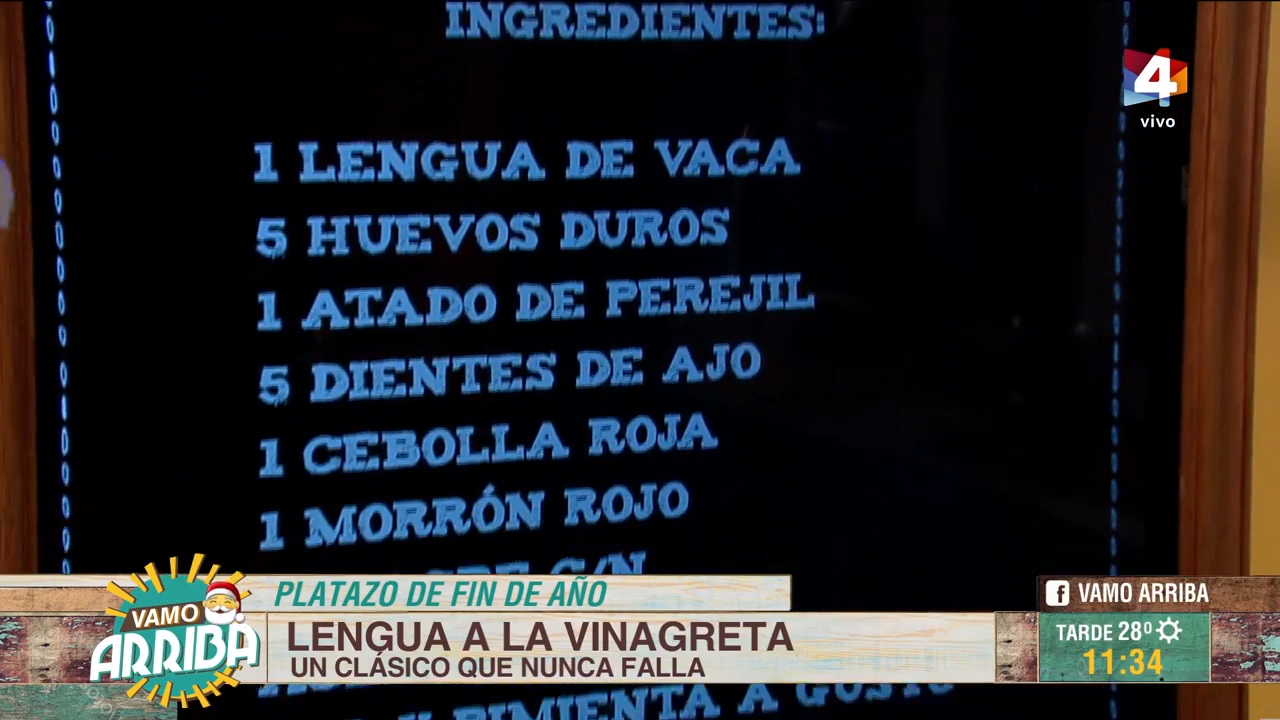 INGREDIENTES:
4
vivo
1 LENGUA DE VACA
5 HUEVOS DUROS
1 ATADO DE PEREJIL
5 DIENTES DE AJO
1 CEBOLLA ROJA
1 MORRÓN ROJO
C/N
PLATAZO DE FIN DE AÑO
VAMO ARRIBA
LENGUA A LA VINAGRETA
UN CLÁSICO QUE NUNCA FALLA
VAMO ARRIBA
TARDE 28º
11:34
PIMIENTA A GUSTO